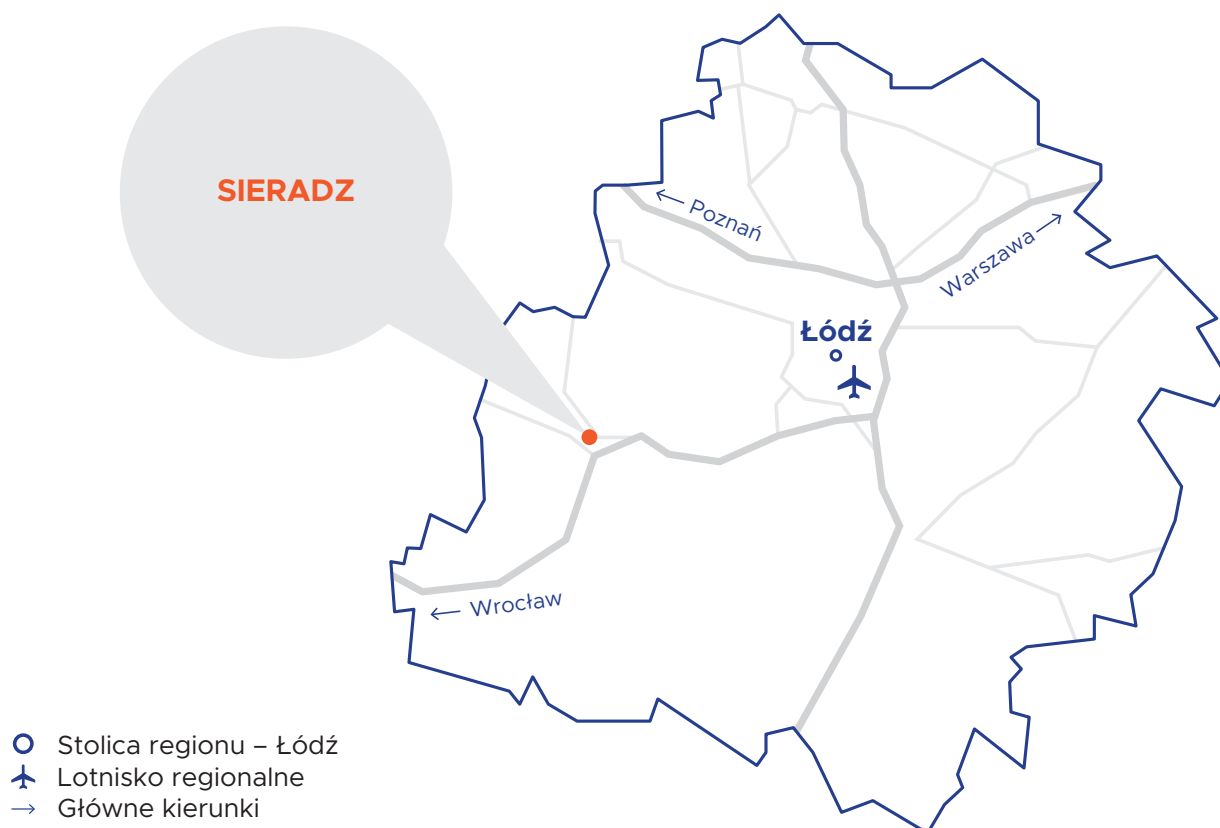 SIERADZ
← Poznań
Warszawa →
Łódź
← Wrocław
Stolica regionu – Łódź
Lotnisko regionalne
→ Główne kierunki